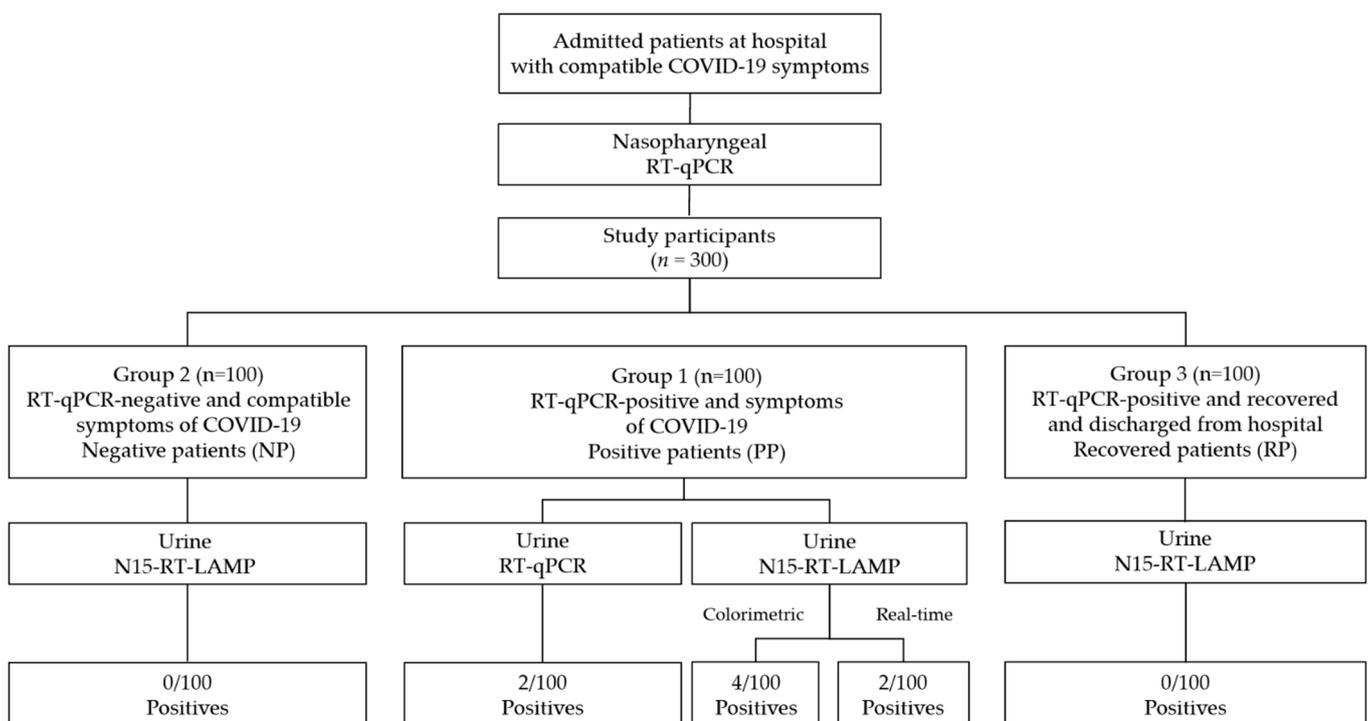 Admitted patients at hospital
with compatible COVID-19 symptoms
Nasopharyngeal
RT-qPCR
Study participants
(n = 300)
Group 2 (n=100)
RT-qPCR-negative and compatible
symptoms of COVID-19
Negative patients (NP)
Group 1 (n=100)
RT-qPCR-positive and symptoms
of COVID-19
Positive patients (PP)
Group 3 (n=100)
RT-qPCR-positive and recovered
and discharged from hospital
Recovered patients (RP)
Urine
N15-RT-LAMP
Urine
RT-qPCR
Urine
N15-RT-LAMP
Urine
N15-RT-LAMP
Colorimetric
Real-time
0/100
Positives
2/100
Positives
4/100
Positives
2/100
Positives
0/100
Positives